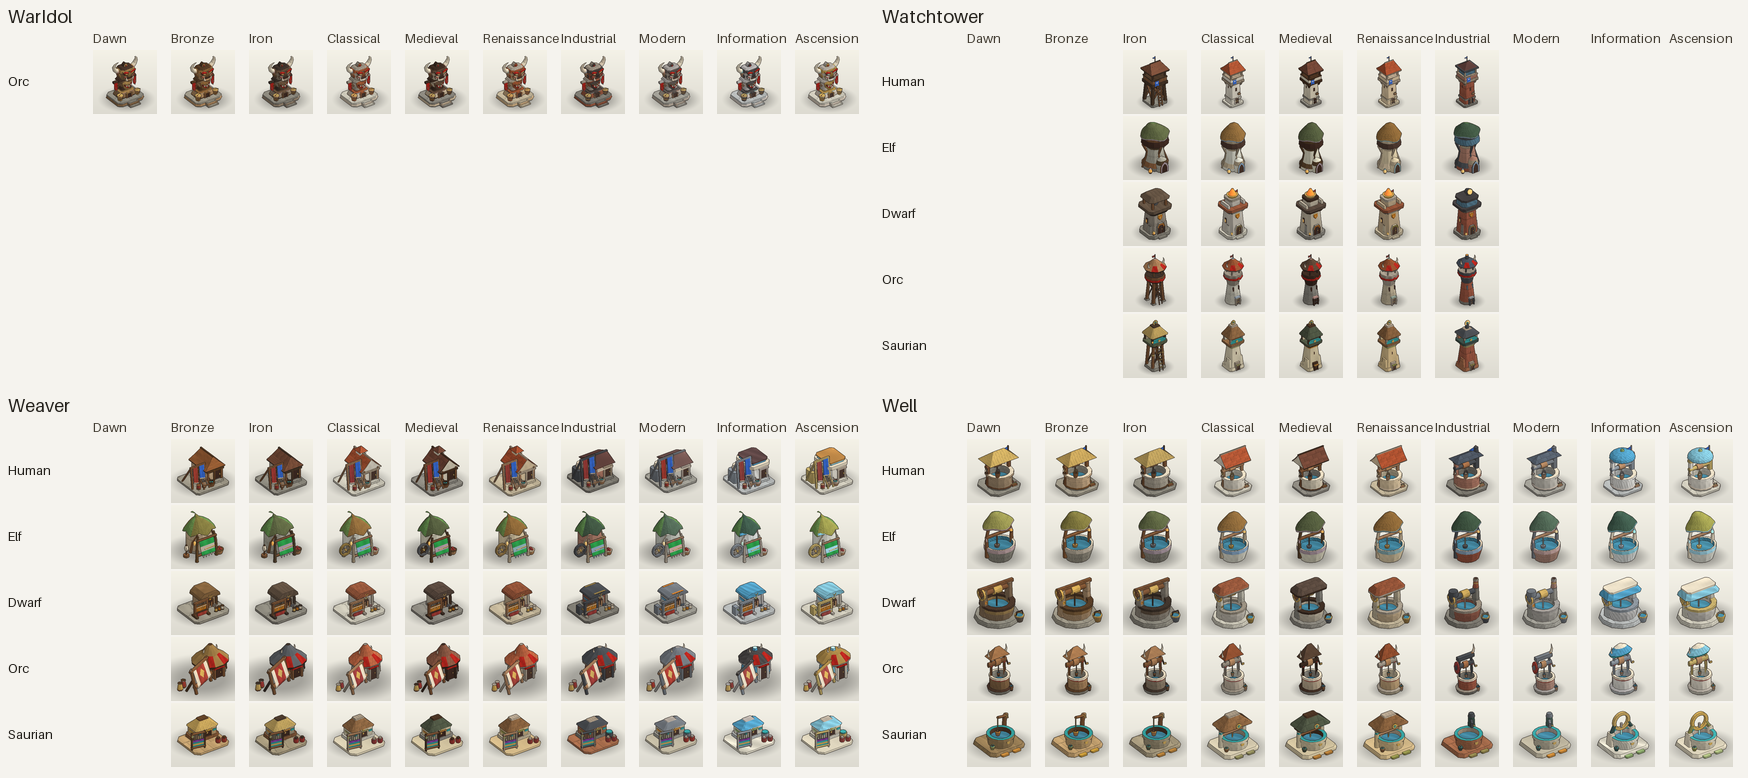 WarIdol
Dawn Bronze Iron Classical Medieval Renaissance Industrial Modern Information Ascension
Orc
Watchtower
Dawn Bronze Iron Classical Medieval Renaissance Industrial Modern Information Ascension
Human
Elf
Dwarf
Orc
Saurian
Weaver
Dawn Bronze Iron Classical Medieval Renaissance Industrial Modern Information Ascension
Human
Elf
Dwarf
Orc
Saurian
Well
Dawn Bronze Iron Classical Medieval Renaissance Industrial Modern Information Ascension
Human
Elf
Dwarf
Orc
Saurian